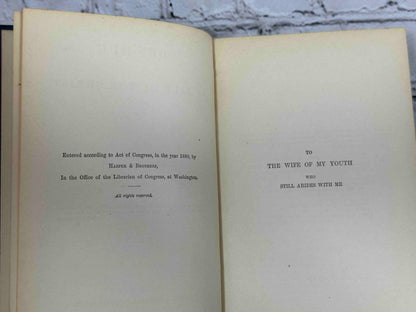 Entered according to Act of Congress, in the year 1880, by
Harper & Brothers,
In the Office of the Librarian of Congress, at Washington.
All rights reserved.
TO
THE WIFE OF MY YOUTH
WHO
STILL ABIDES WITH ME